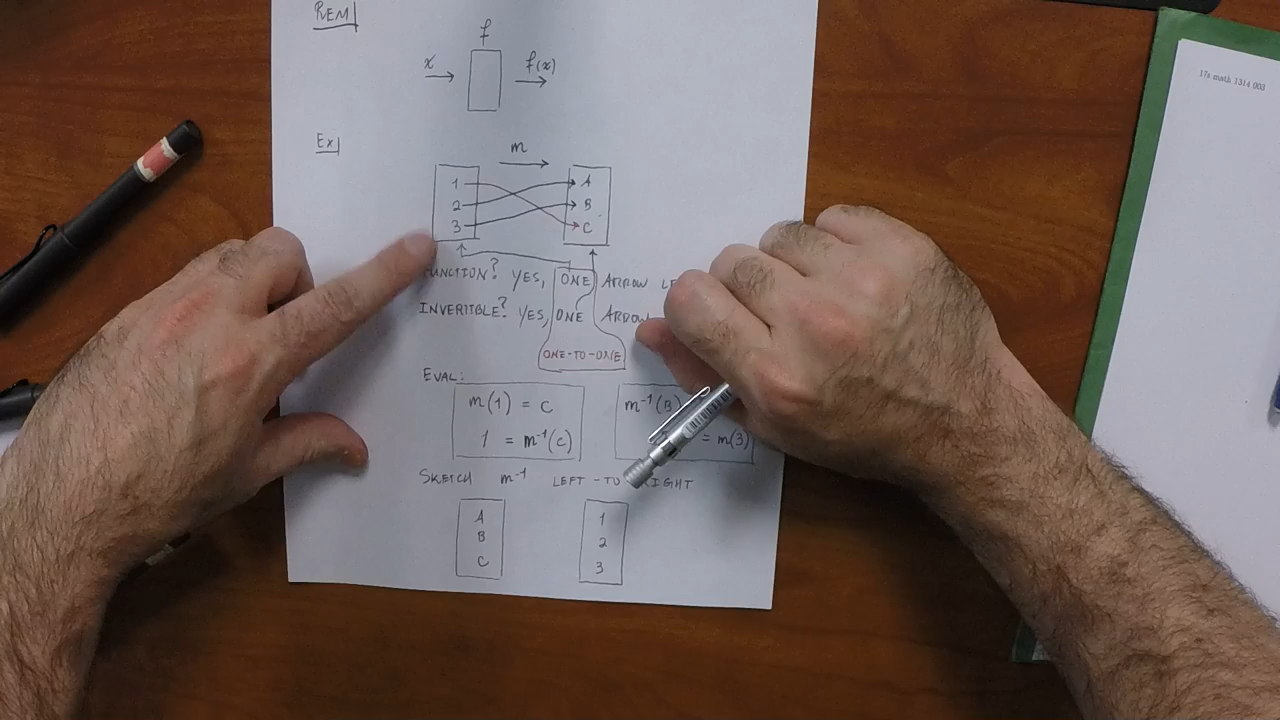 REM
f
x f(x)
Ex
m
1 A
2 B
3 C
FUNCTION? YES, ONE ARROW
INVERTIBLE? YES, ONE ARROW
ONE-TO-ONE
EVAL:
m(1) = C m⁻¹(B)
1 = m⁻¹(C) = m(3)
SKETCH m⁻¹ LEFT-TO RIGHT
A 1
B 2
C 3
17s math 1314 003